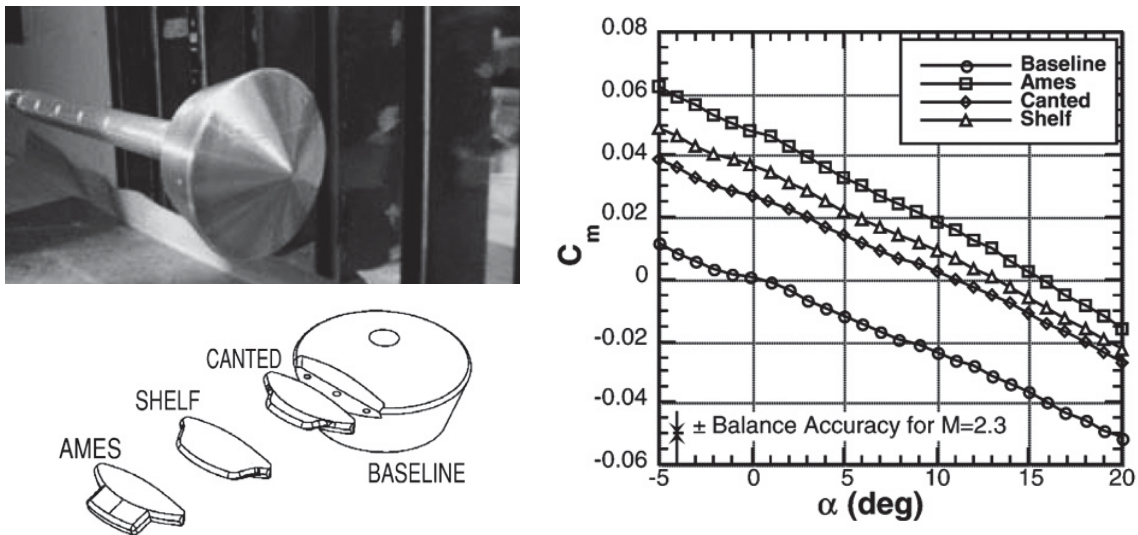 CANTED
SHELF
AMES
BASELINE
0.08
0.06
0.04
0.02
0
-0.02
-0.04
-0.06
C m
Baseline
Ames
Canted
Shelf
± Balance Accuracy for M=2.3
-5 0 5 10 15 20
α (deg)